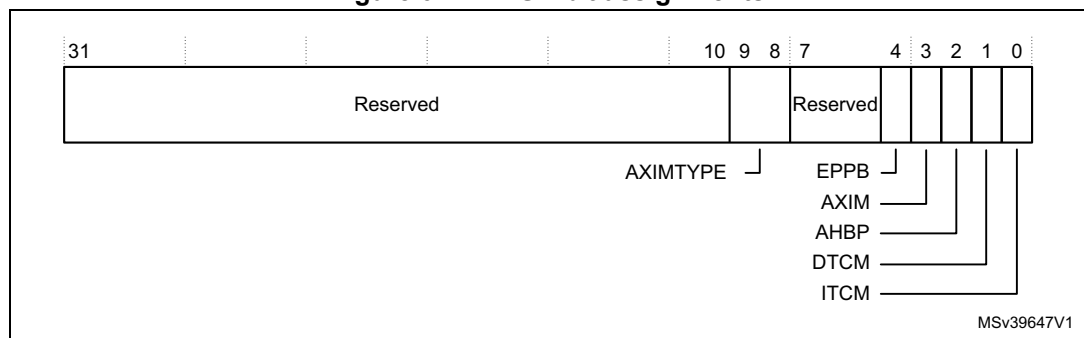 31 10 9 8 7 4 3 2 1 0
Reserved Reserved
AXIMTYPE EPPB
AXIM
AHBP
DTCM
ITCM
MSv39647V1